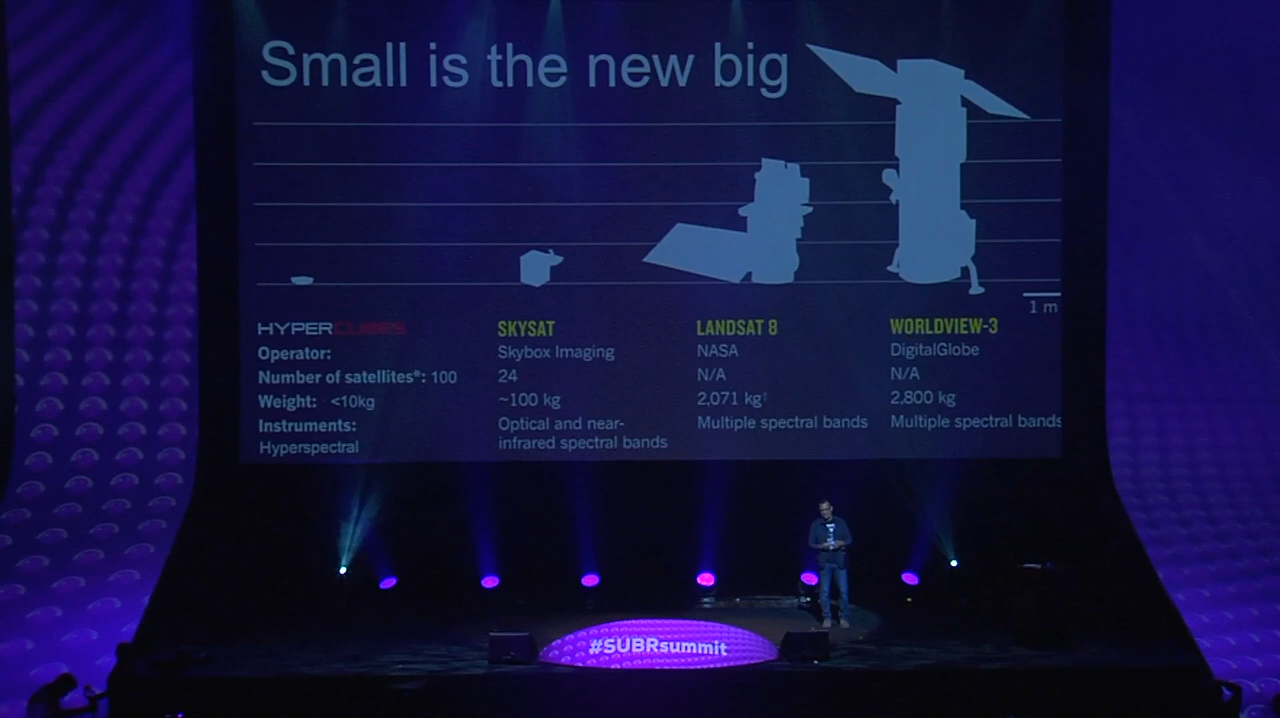 Small is the new big
1 m
HYPERCUBES
Operator:
Number of satellites*: 100
Weight: <10kg
Instruments:
Hyperspectral
SKYSAT
Skybox Imaging
24
~100 kg
Optical and near-
infrared spectral bands
LANDSAT 8
NASA
N/A
2,071 kg†
Multiple spectral bands
WORLDVIEW-3
DigitalGlobe
N/A
2,800 kg
Multiple spectral bands
#SUBRsummit